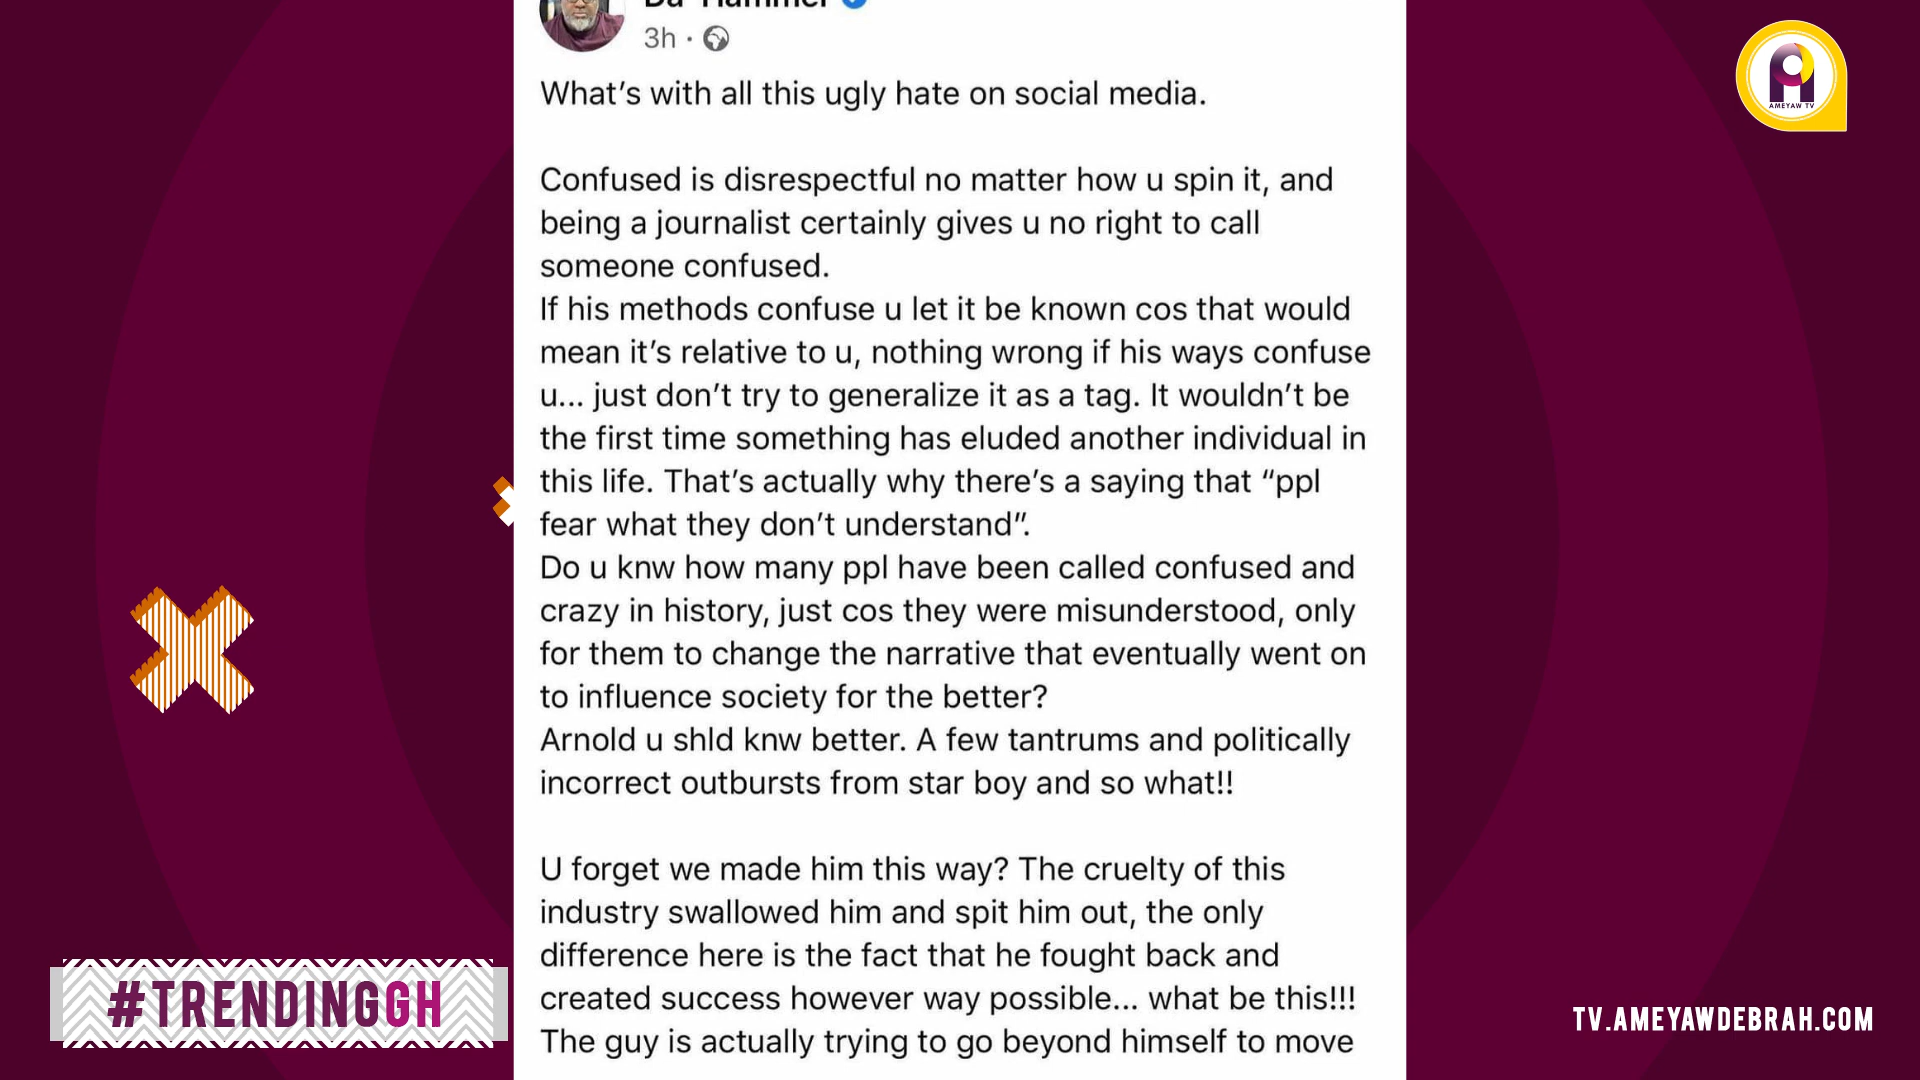 Da' Hammer
3h ·
AMEYAW TV
What's with all this ugly hate on social media.
Confused is disrespectful no matter how u spin it, and
being a journalist certainly gives u no right to call
someone confused.
If his methods confuse u let it be known cos that would
mean it's relative to u, nothing wrong if his ways confuse
u... just don't try to generalize it as a tag. It wouldn't be
the first time something has eluded another individual in
this life. That's actually why there's a saying that “ppl
fear what they don't understand”.
Do u knw how many ppl have been called confused and
crazy in history, just cos they were misunderstood, only
for them to change the narrative that eventually went on
to influence society for the better?
Arnold u shld knw better. A few tantrums and politically
incorrect outbursts from star boy and so what!!
U forget we made him this way? The cruelty of this
industry swallowed him and spit him out, the only
difference here is the fact that he fought back and
created success however way possible... what be this!!!
The guy is actually trying to go beyond himself to move
#TRENDINGGH
TV.AMEYAWDEBRAH.COM